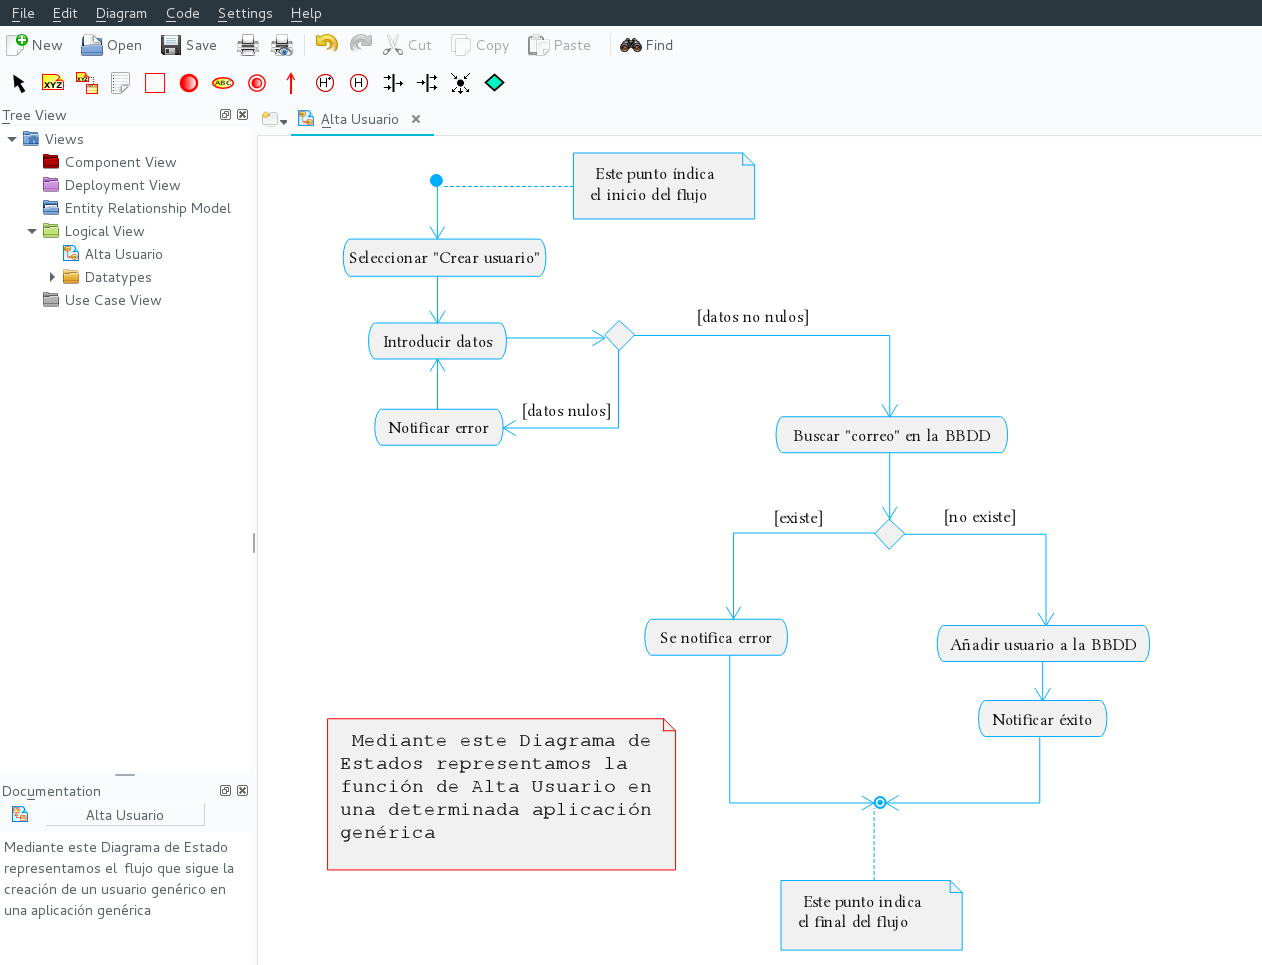 File Edit Diagram Code Settings Help
New Open Save Cut Copy Paste Find
XYZ XYZ ABC H* H
Tree View
Alta Usuario
Views
Component View
Deployment View
Entity Relationship Model
Logical View
Alta Usuario
Datatypes
Use Case View
Documentation
Alta Usuario
Mediante este Diagrama de Estado
representamos el flujo que sigue la
creación de un usuario genérico en
una aplicación genérica
Este punto índica
el inicio del flujo
Seleccionar "Crear usuario"
[datos no nulos]
Introducir datos
[datos nulos]
Notificar error
Buscar "correo" en la BBDD
[existe]
[no existe]
Se notifica error
Añadir usuario a la BBDD
Notificar éxito
Mediante este Diagrama de
Estados representamos la
función de Alta Usuario en
una determinada aplicación
genérica
Este punto indica
el final del flujo